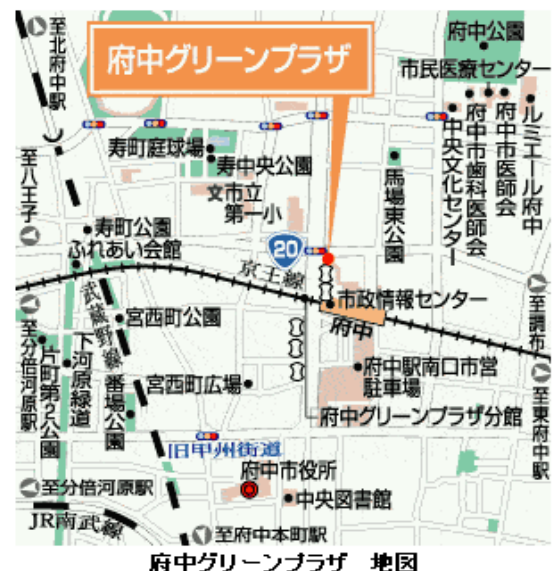 至北府中駅
府中グリーンプラザ
府中公園
市民医療センター
ルミエール府中
府中市医師会
府中市歯科医師会
中央文化センター
寿町庭球場
寿中央公園
馬場東公園
文市立
第一小
至八王子
寿町公園
ふれあい会館
20
京王線
市政情報センター
府中
至調布
武蔵野線
宮西町公園
至分倍河原駅
片町第2公園
下河原緑道
番場公園
宮西町広場
府中駅南口市営
駐車場
至東府中駅
府中グリーンプラザ分館
旧甲州街道
府中市役所
中央図書館
至分倍河原駅
JR南武線
至府中本町駅
府中グリーンプラザ 地図